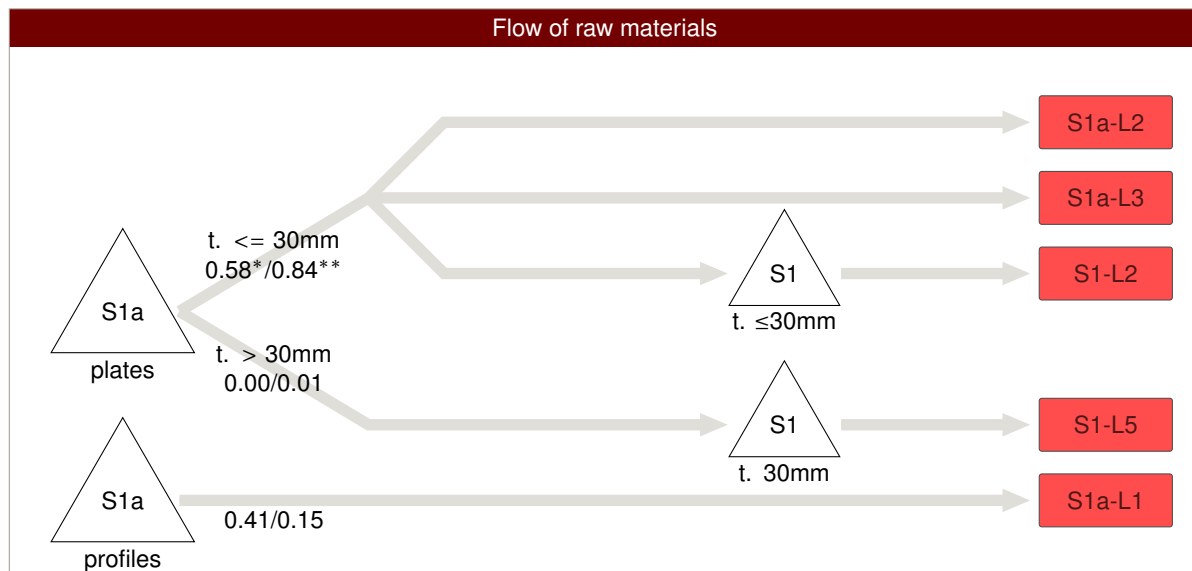 Flow of raw materials
S1a-L2
S1a-L3
t. <= 30mm
0.58*/0.84**
S1
S1-L2
t. ≤30mm
S1a
plates
t. > 30mm
0.00/0.01
S1
S1-L5
t. 30mm
S1a
0.41/0.15
S1a-L1
profiles